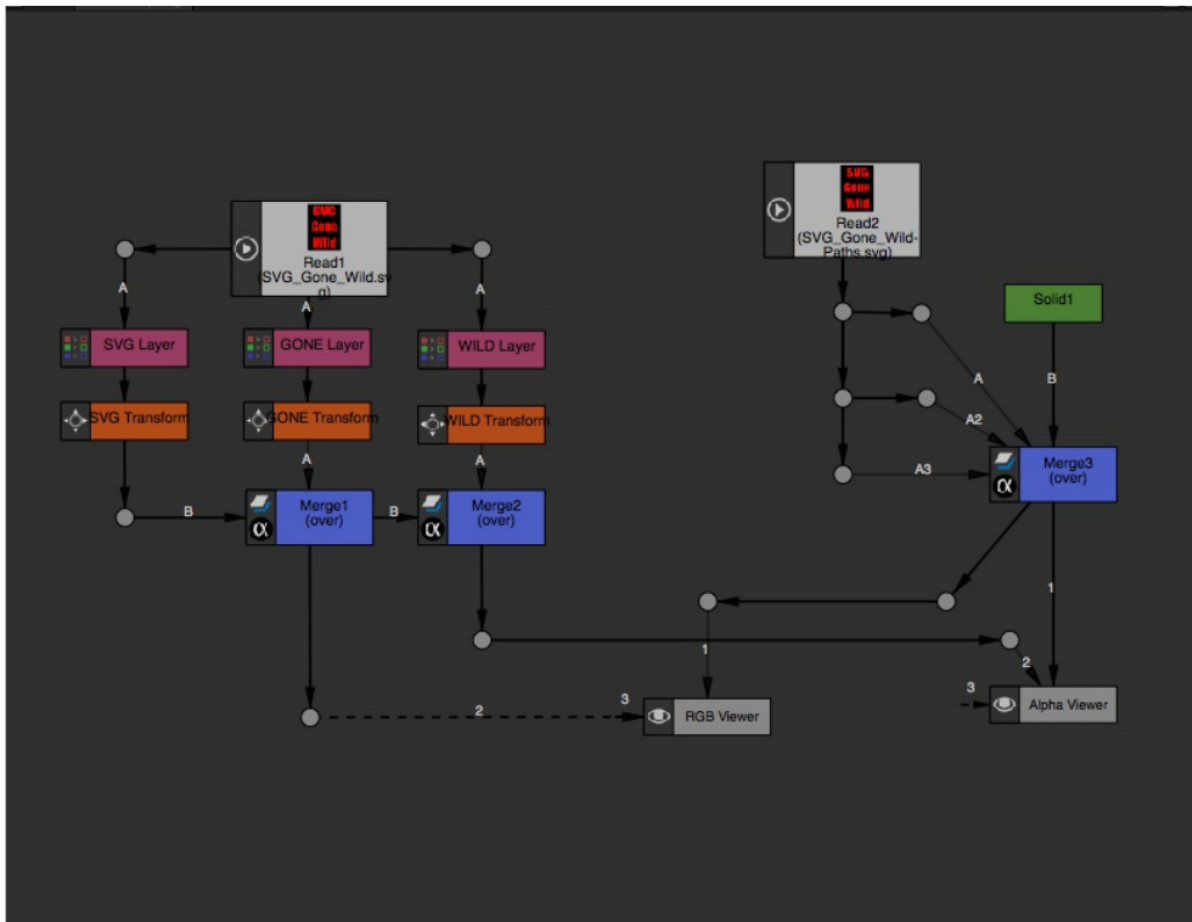 SVG
Gone
Wild
Read1
(SVG_Gone_Wild.sv
g)
SVG
Gone
Wild
Read2
(SVG_Gone_Wild-
Paths.svg)
Solid1
A
A
A
SVG Layer
GONE Layer
WILD Layer
A
B
SVG Transform
GONE Transform
WILD Transform
A2
A
A
A3
Merge3
(over)
B
Merge1
(over)
B
Merge2
(over)
α
α
α
1
1
2
3
2
3
RGB Viewer
Alpha Viewer